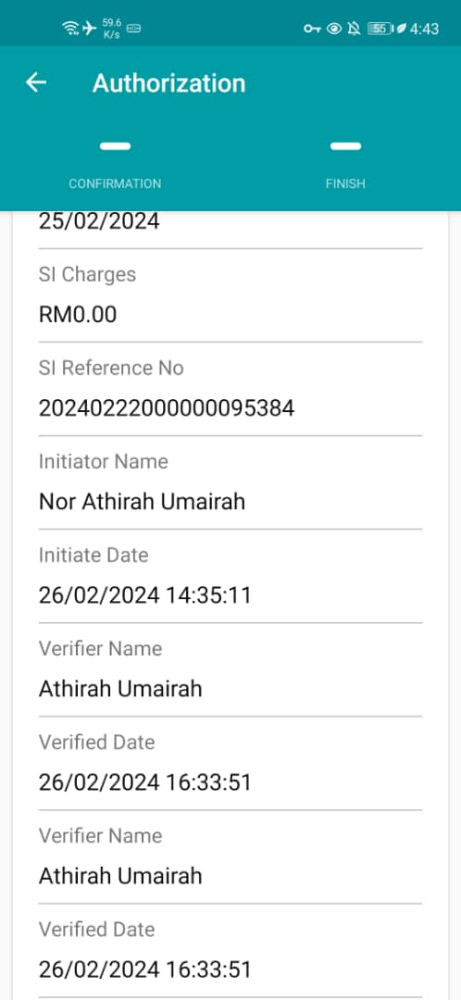 59.6
K/s
55
4:43
Authorization
CONFIRMATION
FINISH
25/02/2024
SI Charges
RM0.00
SI Reference No
20240222000000095384
Initiator Name
Nor Athirah Umairah
Initiate Date
26/02/2024 14:35:11
Verifier Name
Athirah Umairah
Verified Date
26/02/2024 16:33:51
Verifier Name
Athirah Umairah
Verified Date
26/02/2024 16:33:51